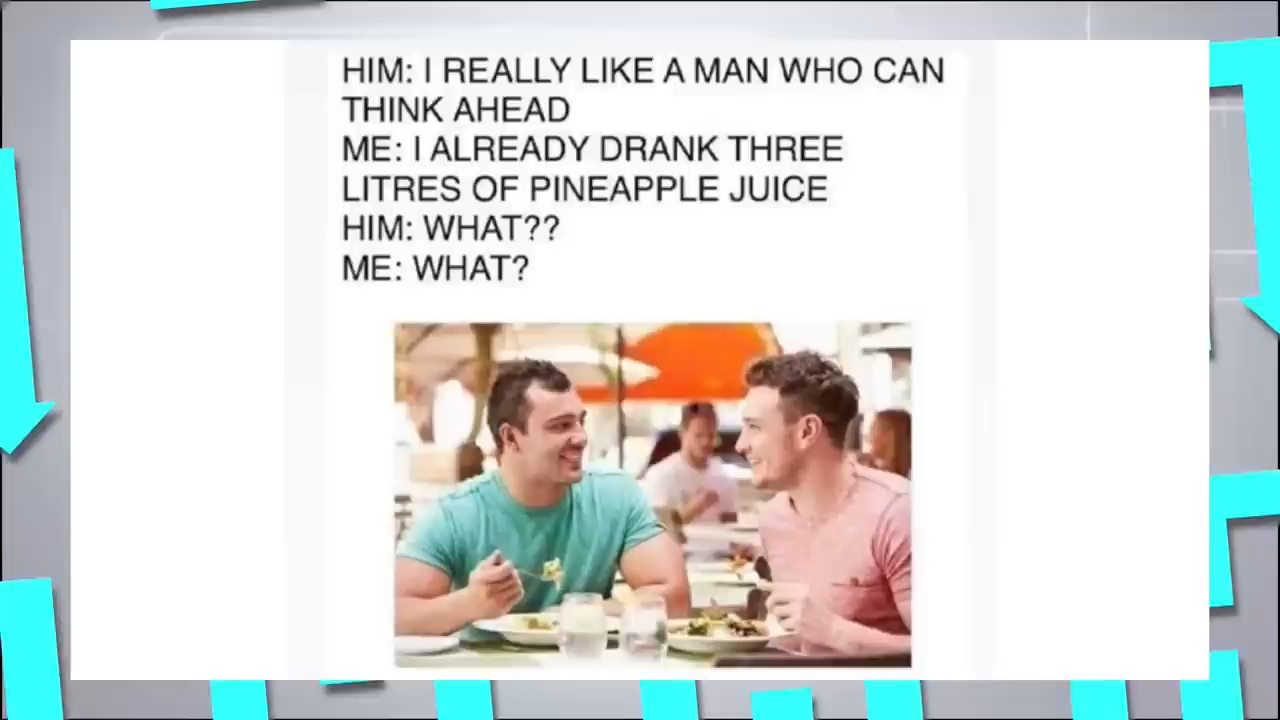 HIM: I REALLY LIKE A MAN WHO CAN
THINK AHEAD
ME: I ALREADY DRANK THREE
LITRES OF PINEAPPLE JUICE
HIM: WHAT??
ME: WHAT?